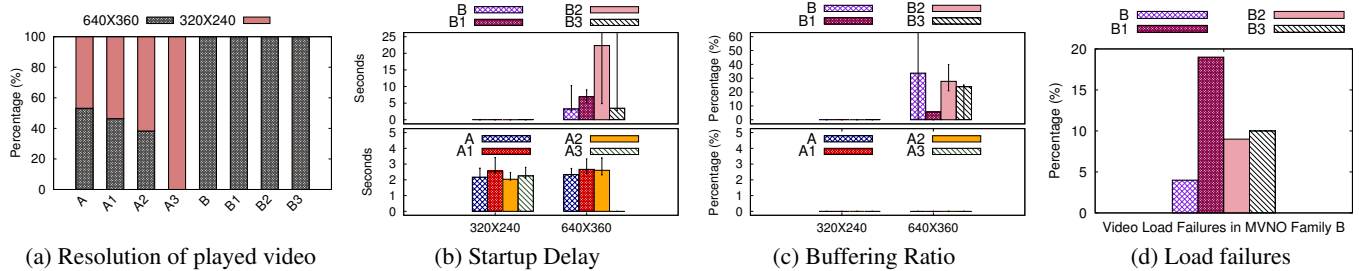 640X360 320X240
Percentage (%)
100
80
60
40
20
0
A A1 A2 A3 B B1 B2 B3
(a) Resolution of played video
B B2
B1 B3
Seconds
25
20
15
10
5
0
A A2
A1 A3
Seconds
5
4
3
2
1
0
320X240 640X360
(b) Startup Delay
B B2
B1 B3
Percentage (%)
60
50
40
30
20
10
0
A A2
A1 A3
Percentage (%)
5
4
3
2
1
0
320X240 640X360
(c) Buffering Ratio
B B2
B1 B3
Percentage (%)
20
15
10
5
0
Video Load Failures in MVNO Family B
(d) Load failures